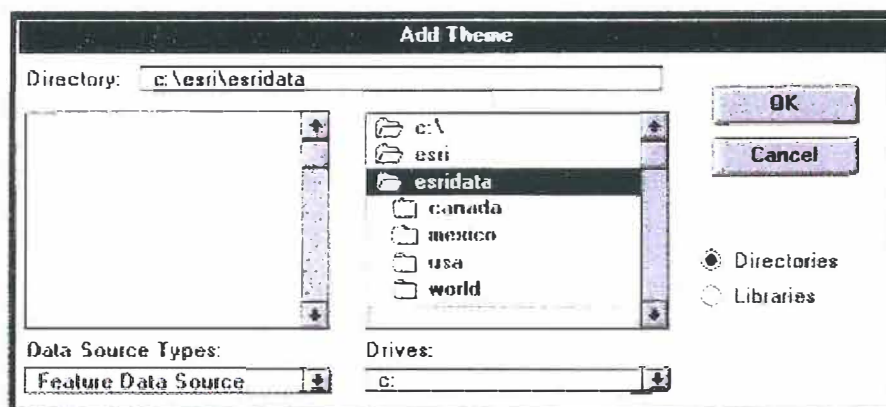 Add Theme
Directory: c:\esri\esridata
OK
Cancel
c:\
esri
esridata
canada
mexico
usa
world
Directories
Libraries
Data Source Types:
Feature Data Source
Drives:
c: